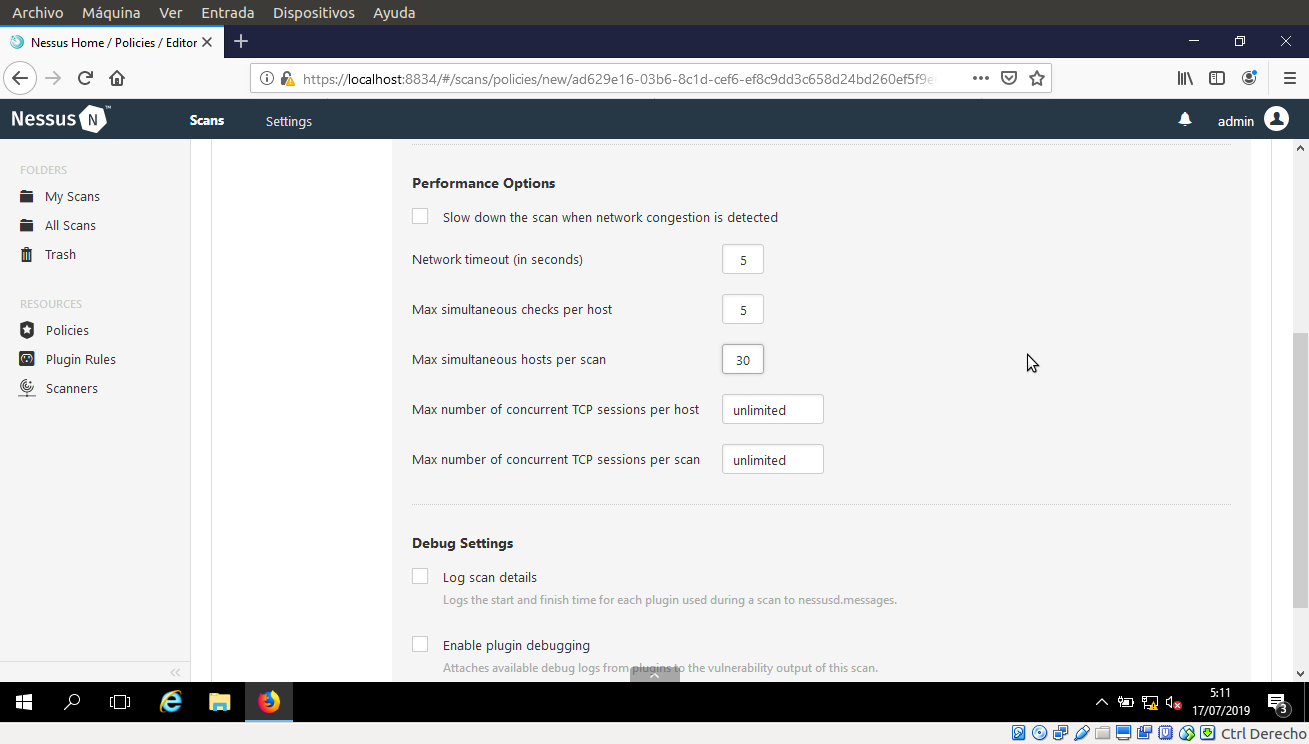 Archivo Máquina Ver Entrada Dispositivos Ayuda
Nessus Home / Policies / Editor
https://localhost:8834/#/scans/policies/new/ad629e16-03b6-8c1d-cef6-ef8c9dd3c658d24bd260ef5f9e
Nessus N ™ Scans Settings admin
FOLDERS
My Scans
All Scans
Trash
RESOURCES
Policies
Plugin Rules
Scanners
Performance Options
Slow down the scan when network congestion is detected
Network timeout (in seconds) 5
Max simultaneous checks per host 5
Max simultaneous hosts per scan 30
Max number of concurrent TCP sessions per host unlimited
Max number of concurrent TCP sessions per scan unlimited
Debug Settings
Log scan details
Logs the start and finish time for each plugin used during a scan to nessusd.messages.
Enable plugin debugging
Attaches available debug logs from plugins to the vulnerability output of this scan.
5:11
17/07/2019
3
Ctrl Derecho